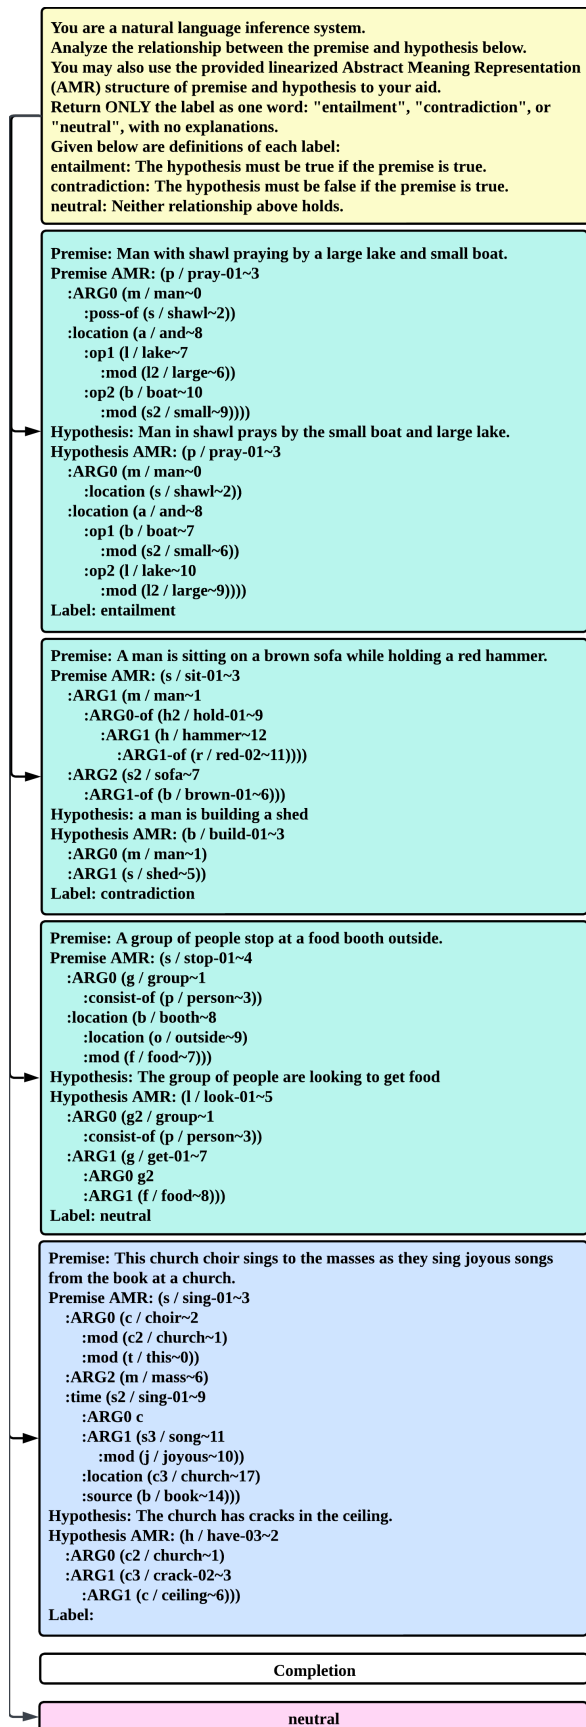 You are a natural language inference system.
Analyze the relationship between the premise and hypothesis below.
You may also use the provided linearized Abstract Meaning Representation
(AMR) structure of premise and hypothesis to your aid.
Return ONLY the label as one word: "entailment", "contradiction", or
"neutral", with no explanations.
Given below are definitions of each label:
entailment: The hypothesis must be true if the premise is true.
contradiction: The hypothesis must be false if the premise is true.
neutral: Neither relationship above holds.
Premise: Man with shawl praying by a large lake and small boat.
Premise AMR: (p / pray-01~3
:ARG0 (m / man~0
:poss-of (s / shawl~2))
:location (a / and~8
:op1 (l / lake~7
:mod (l2 / large~6))
:op2 (b / boat~10
:mod (s2 / small~9))))
Hypothesis: Man in shawl prays by the small boat and large lake.
Hypothesis AMR: (p / pray-01~3
:ARG0 (m / man~0
:location (s / shawl~2))
:location (a / and~8
:op1 (b / boat~7
:mod (s2 / small~6))
:op2 (l / lake~10
:mod (l2 / large~9))))
Label: entailment
Premise: A man is sitting on a brown sofa while holding a red hammer.
Premise AMR: (s / sit-01~3
:ARG1 (m / man~1
:ARG0-of (h2 / hold-01~9
:ARG1 (h / hammer~12
:ARG1-of (r / red-02~11))))
:ARG2 (s2 / sofa~7
:ARG1-of (b / brown-01~6)))
Hypothesis: a man is building a shed
Hypothesis AMR: (b / build-01~3
:ARG0 (m / man~1)
:ARG1 (s / shed~5))
Label: contradiction
Premise: A group of people stop at a food booth outside.
Premise AMR: (s / stop-01~4
:ARG0 (g / group~1
:consist-of (p / person~3))
:location (b / booth~8
:location (o / outside~9)
:mod (f / food~7)))
Hypothesis: The group of people are looking to get food
Hypothesis AMR: (l / look-01~5
:ARG0 (g2 / group~1
:consist-of (p / person~3))
:ARG1 (g / get-01~7
:ARG0 g2
:ARG1 (f / food~8)))
Label: neutral
Premise: This church choir sings to the masses as they sing joyous songs
from the book at a church.
Premise AMR: (s / sing-01~3
:ARG0 (c / choir~2
:mod (c2 / church~1)
:mod (t / this~0))
:ARG2 (m / mass~6)
:time (s2 / sing-01~9
:ARG0 c
:ARG1 (s3 / song~11
:mod (j / joyous~10))
:location (c3 / church~17)
:source (b / book~14)))
Hypothesis: The church has cracks in the ceiling.
Hypothesis AMR: (h / have-03~2
:ARG0 (c2 / church~1)
:ARG1 (c3 / crack-02~3
:ARG1 (c / ceiling~6)))
Label:
Completion
neutral